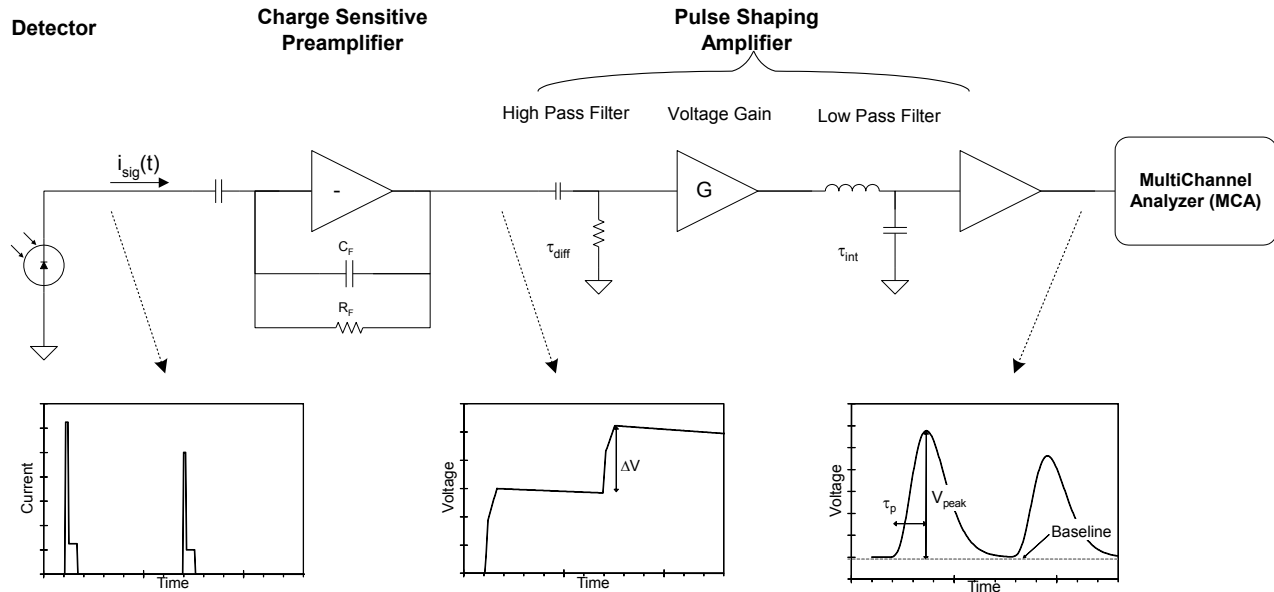 Detector
Charge Sensitive
Preamplifier
Pulse Shaping
Amplifier
High Pass Filter
Voltage Gain
Low Pass Filter
i_sig(t)
-
G
MultiChannel
Analyzer (MCA)
C_F
R_F
τ_diff
τ_int
Current
Time
Voltage
ΔV
Time
Voltage
τ_p
V_peak
Baseline
Time